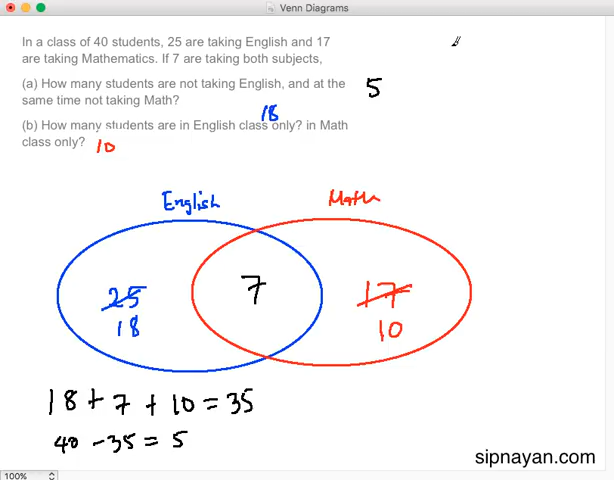 Venn Diagrams
In a class of 40 students, 25 are taking English and 17
are taking Mathematics. If 7 are taking both subjects,
(a) How many students are not taking English, and at the
same time not taking Math?
5
18
(b) How many students are in English class only? in Math
class only? 10
English Math
25 7 17
18 10
18 + 7 + 10 = 35
40 - 35 = 5
sipnayan.com
100%